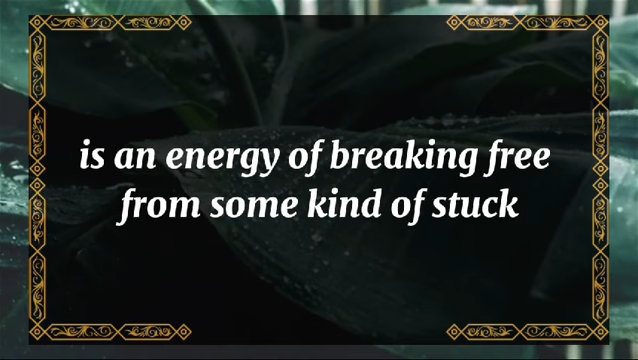 is an energy of breaking free
from some kind of stuck